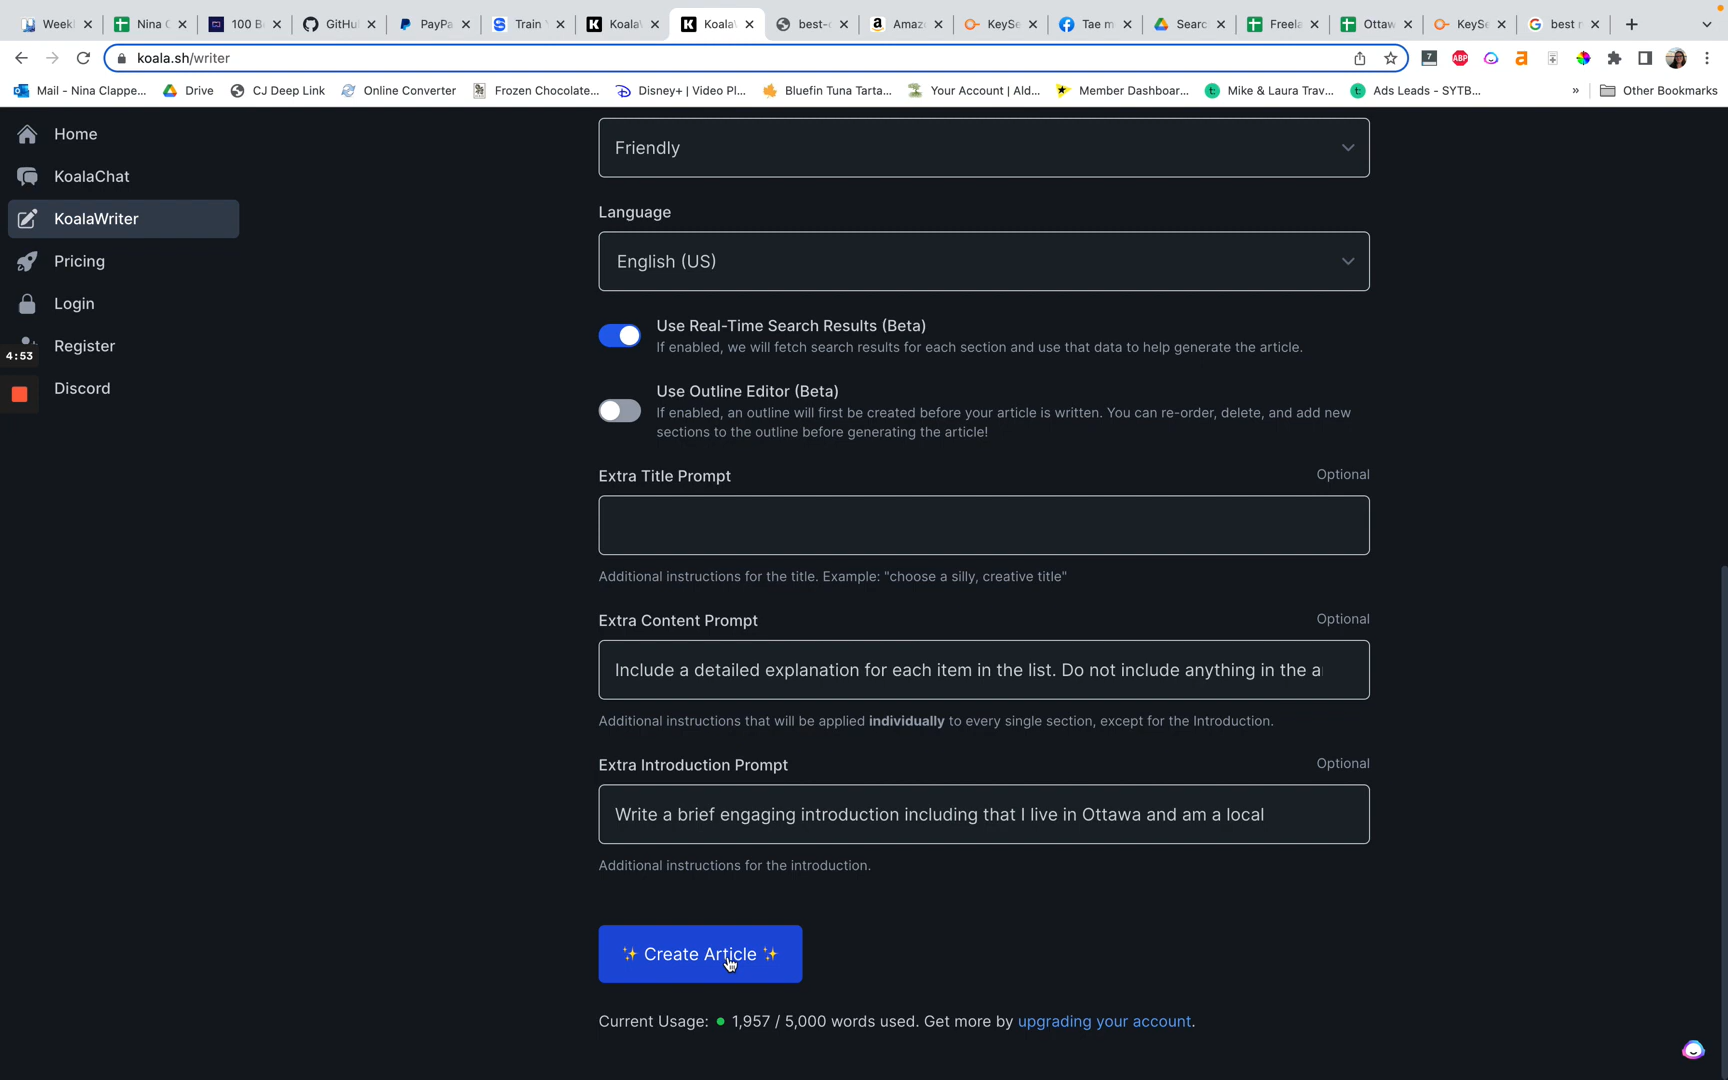 Weekl
Nina C
100 Be
GitHu
PayPa
Train
Koala
Koala
best-c
Amaz
KeySe
Tae m
Searc
Freela
Ottaw
KeySe
best r
koala.sh/writer
7
ABP
Mail - Nina Clappe...
Drive
CJ Deep Link
Online Converter
Frozen Chocolate...
Disney+ | Video Pl...
Bluefin Tuna Tarta...
Your Account | Ald...
Member Dashboar...
Mike & Laura Trav...
Ads Leads - SYTB...
»
Other Bookmarks
Home
KoalaChat
KoalaWriter
Pricing
Login
Register
Discord
4:53
Friendly
Language
English (US)
Use Real-Time Search Results (Beta)
If enabled, we will fetch search results for each section and use that data to help generate the article.
Use Outline Editor (Beta)
If enabled, an outline will first be created before your article is written. You can re-order, delete, and add new
sections to the outline before generating the article!
Extra Title Prompt
Optional
Additional instructions for the title. Example: "choose a silly, creative title"
Extra Content Prompt
Optional
Include a detailed explanation for each item in the list. Do not include anything in the a
Additional instructions that will be applied individually to every single section, except for the Introduction.
Extra Introduction Prompt
Optional
Write a brief engaging introduction including that I live in Ottawa and am a local
Additional instructions for the introduction.
✨ Create Article ✨
Current Usage: 1,957 / 5,000 words used. Get more by upgrading your account.